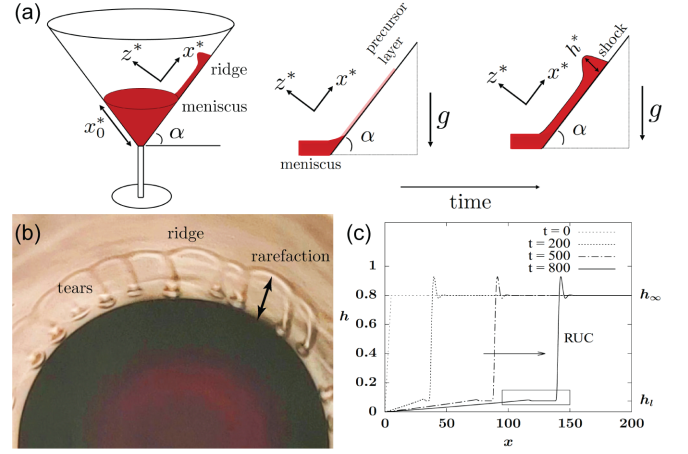 (a)
z*
x*
ridge
meniscus
x₀*
α
precursor
layer
z*
x*
α
meniscus
g
h*
shock
z*
x*
α
g
time
(b)
ridge
rarefaction
tears
(c)
t = 0
t = 200
t = 500
t = 800
1
0.8
0.6
0.4
0.2
0
h
h∞
RUC
hₗ
0 50 100 150 200
x